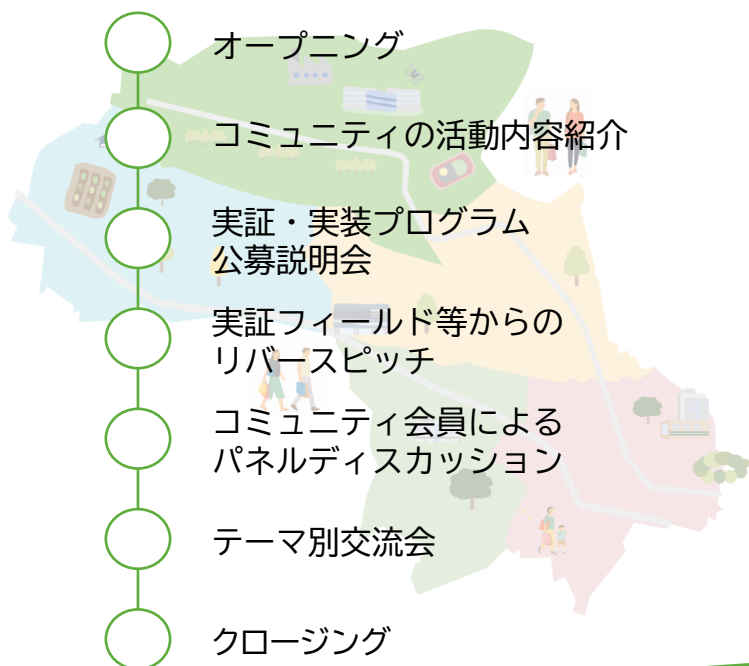 オープニング
コミュニティの活動内容紹介
実証・実装プログラム
公募説明会
実証フィールド等からの
リバースピッチ
コミュニティ会員による
パネルディスカッション
テーマ別交流会
クロージング